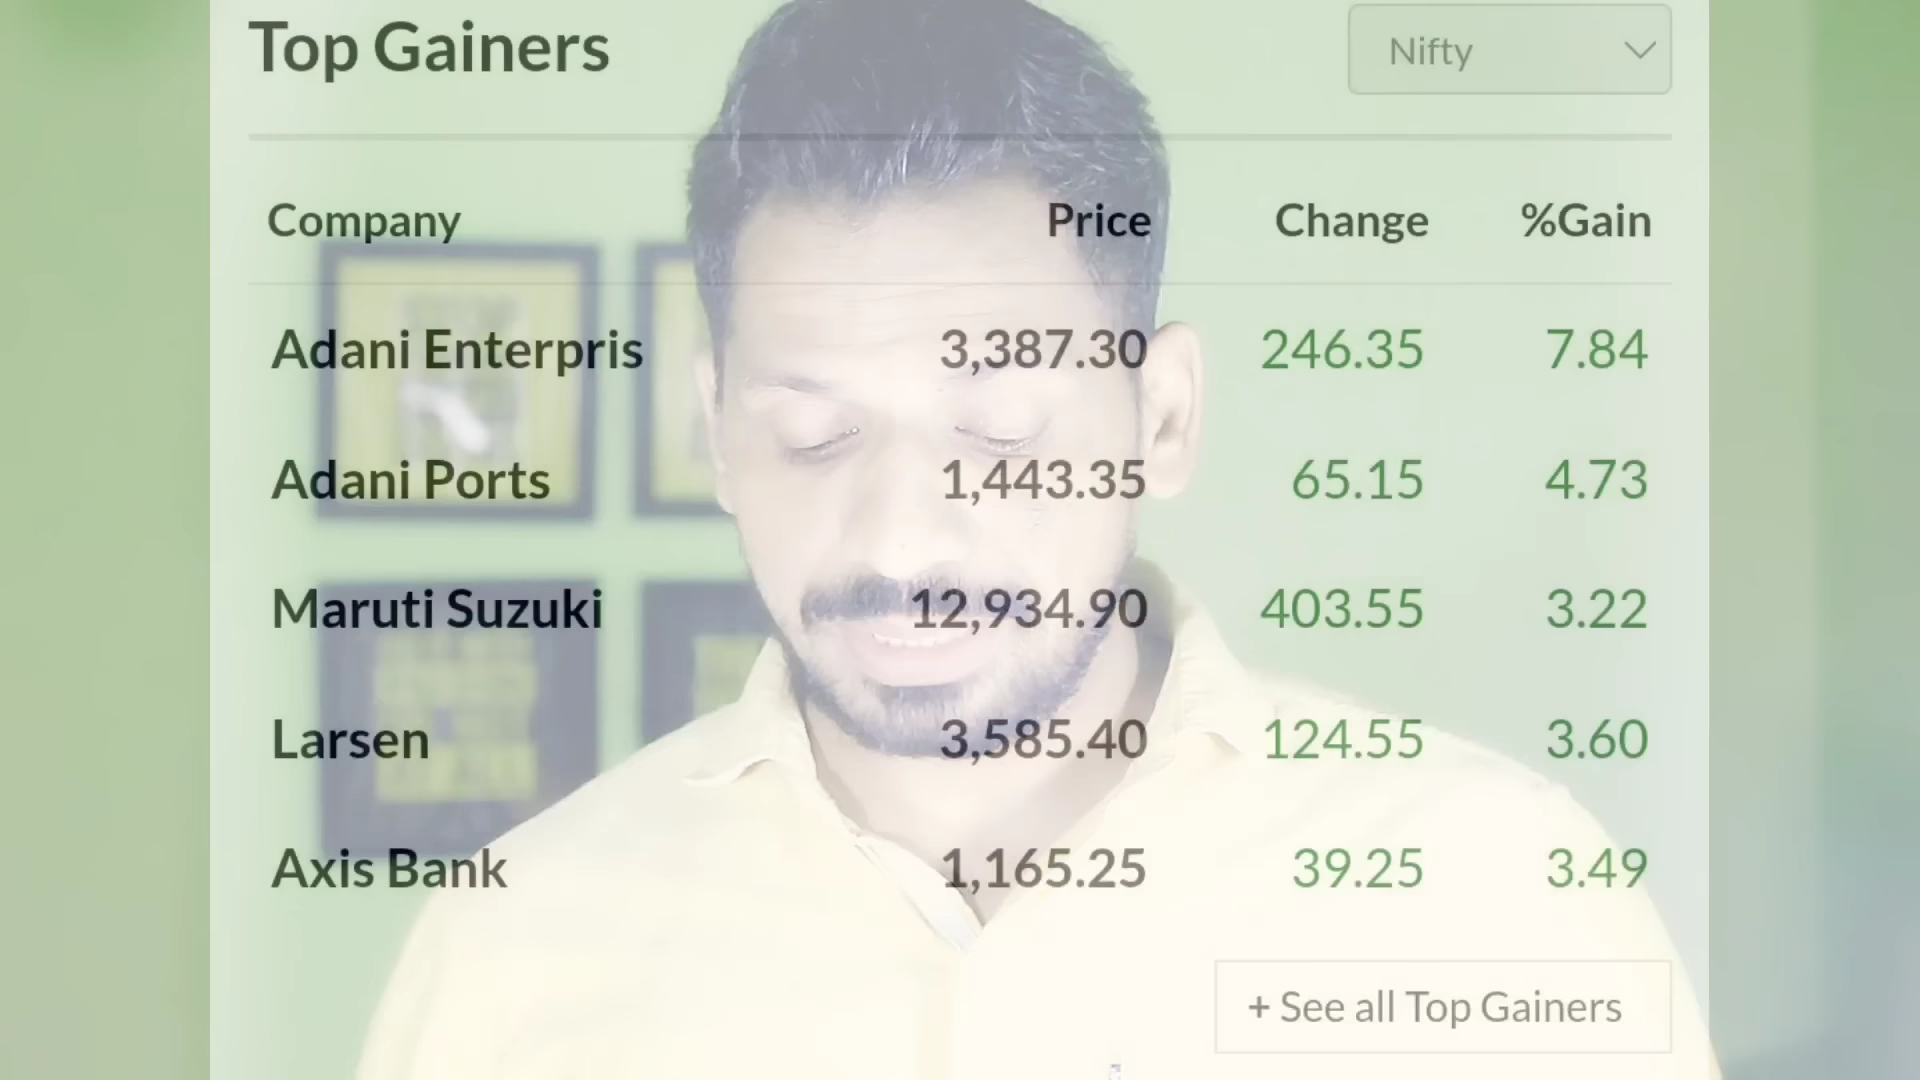 Top Gainers Nifty
Company Price Change %Gain
Adani Enterpris 3,387.30 246.35 7.84
Adani Ports 1,443.35 65.15 4.73
Maruti Suzuki 12,934.90 403.55 3.22
Larsen 3,585.40 124.55 3.60
Axis Bank 1,165.25 39.25 3.49
+ See all Top Gainers